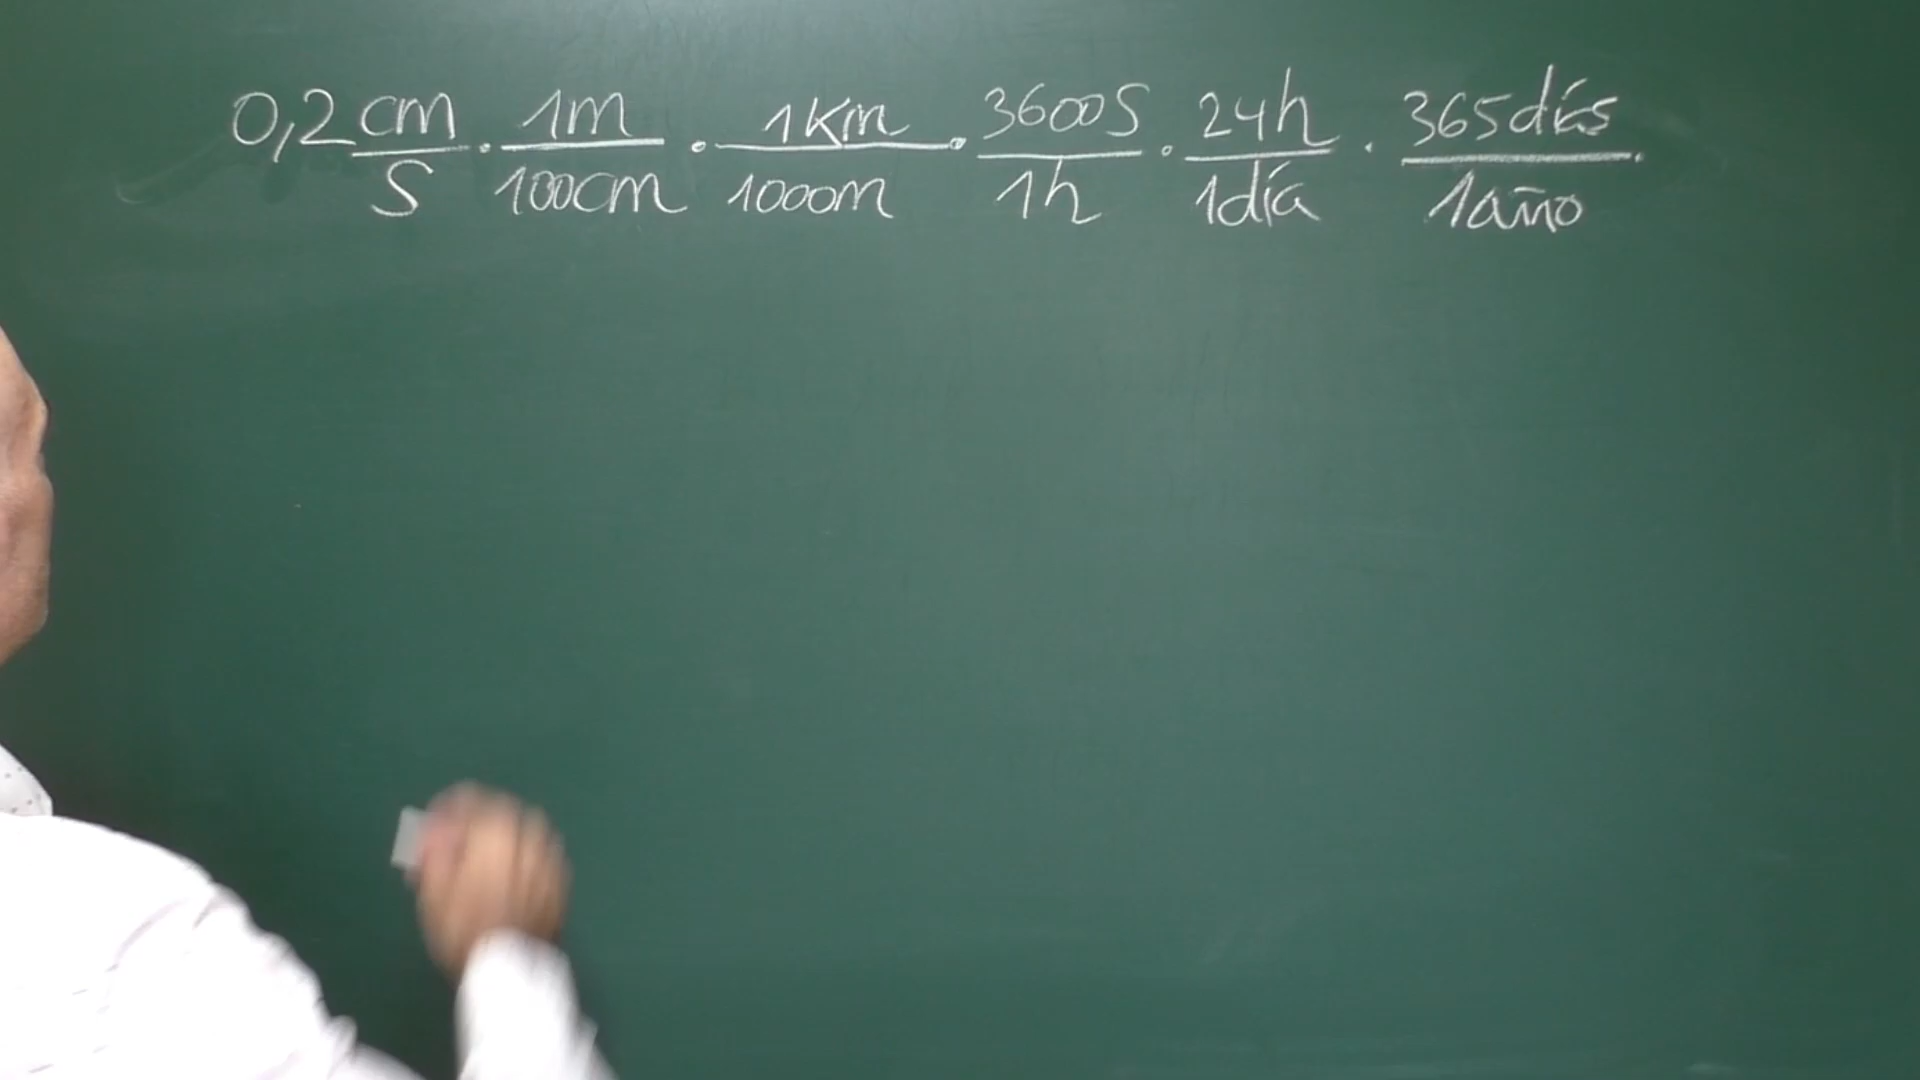 0,2 cm/s · 1m/100cm · 1Km/1000m · 3600s/1h · 24h/1día · 365días/1año ·